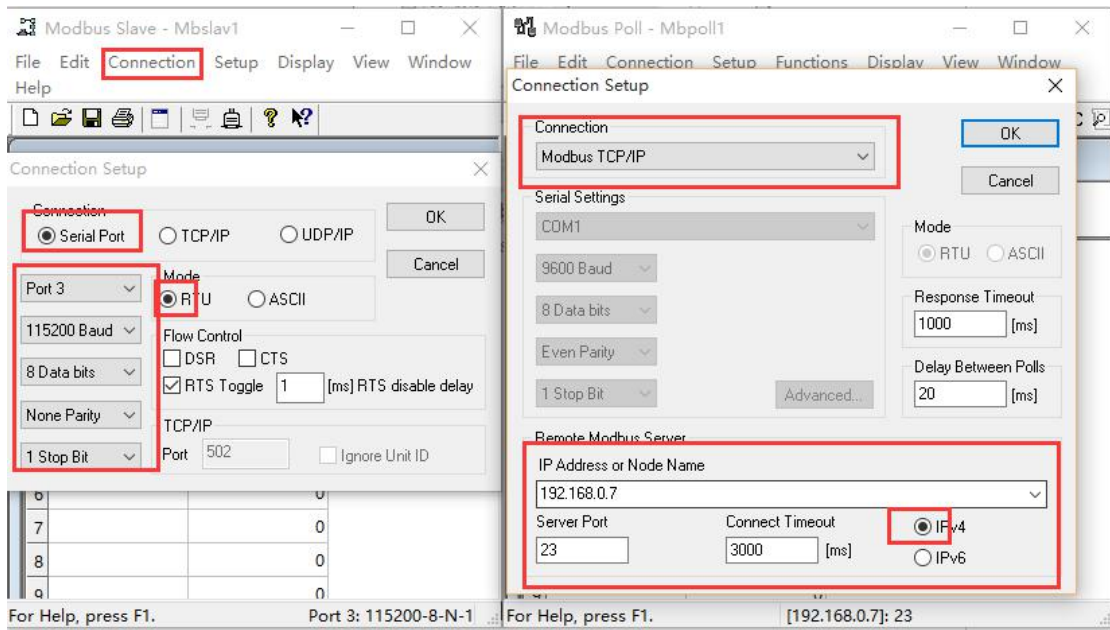 Modbus Slave - Mbslav1
File Edit Connection Setup Display View Window
Help
Connection Setup
Connection
Serial Port TCP/IP UDP/IP
OK
Cancel
Port 3
115200 Baud
8 Data bits
None Parity
1 Stop Bit
Mode
RTU ASCII
Flow Control
DSR CTS
RTS Toggle 1 [ms] RTS disable delay
TCP/IP
Port 502 Ignore Unit ID
6 0
7 0
8 0
9 0
For Help, press F1. Port 3: 115200-8-N-1
Modbus Poll - Mbpoll1
File Edit Connection Setup Functions Display View Window
Connection Setup
Connection
Modbus TCP/IP
OK
Cancel
Serial Settings
COM1
9600 Baud
8 Data bits
Even Parity
1 Stop Bit
Advanced...
Mode
RTU ASCII
Response Timeout
1000 [ms]
Delay Between Polls
20 [ms]
Remote Modbus Server
IP Address or Node Name
192.168.0.7
Server Port
23
Connect Timeout
3000 [ms]
IPv4
IPv6
For Help, press F1. [192.168.0.7]: 23